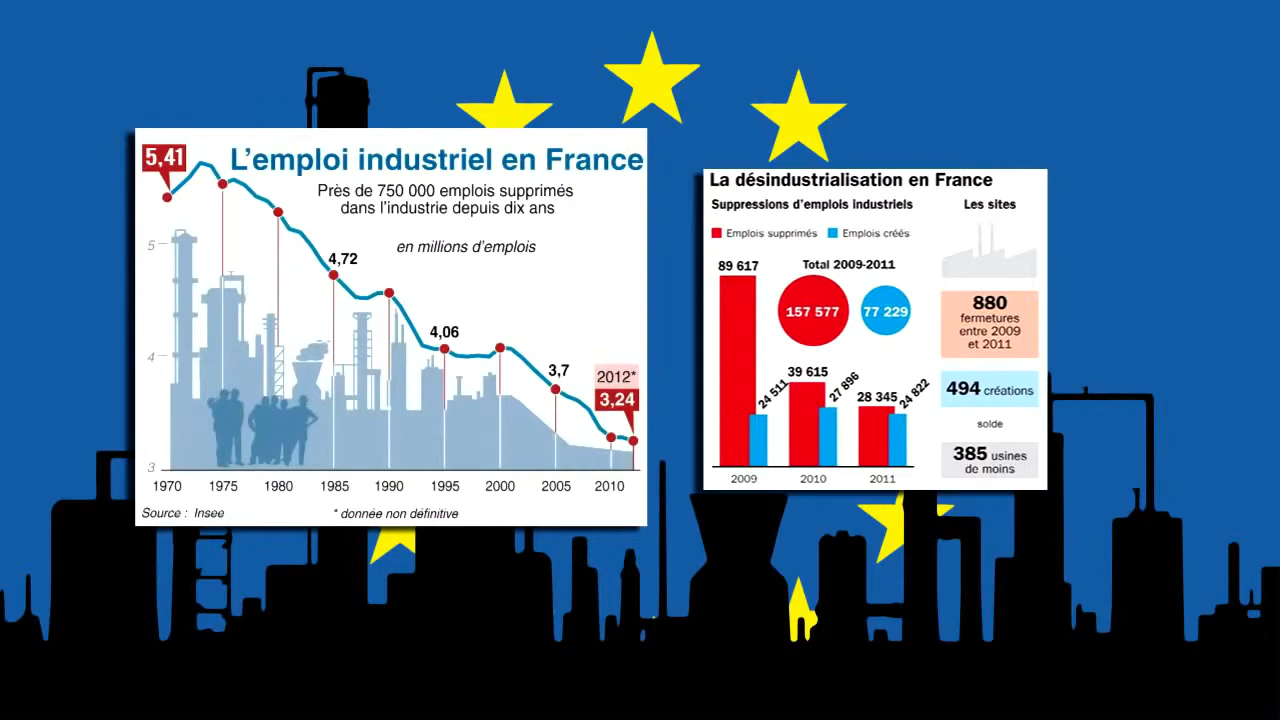 L'emploi industriel en France
Près de 750 000 emplois supprimés
dans l'industrie depuis dix ans
en millions d'emplois
5,41
4,72
4,06
3,7
2012*
3,24
5
4
3
1970 1975 1980 1985 1990 1995 2000 2005 2010
Source : Insee
* donnée non définitive
La désindustrialisation en France
Suppressions d'emplois industriels
Emplois supprimés
Emplois créés
Total 2009-2011
157 577
77 229
89 617
24 511
39 615
27 896
28 345
24 822
2009 2010 2011
Les sites
880
fermetures
entre 2009
et 2011
494 créations
solde
385 usines
de moins